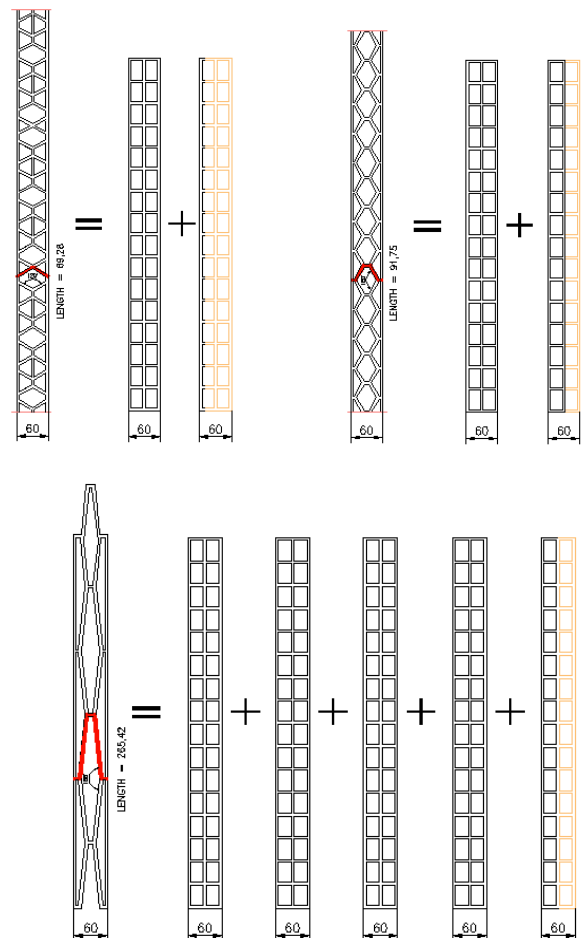 LENGTH = 69,28
= +
60 60 60
LENGTH = 91,75
= +
60 60 60
LENGTH = 265,42
= + + + +
60 60 60 60 60 60